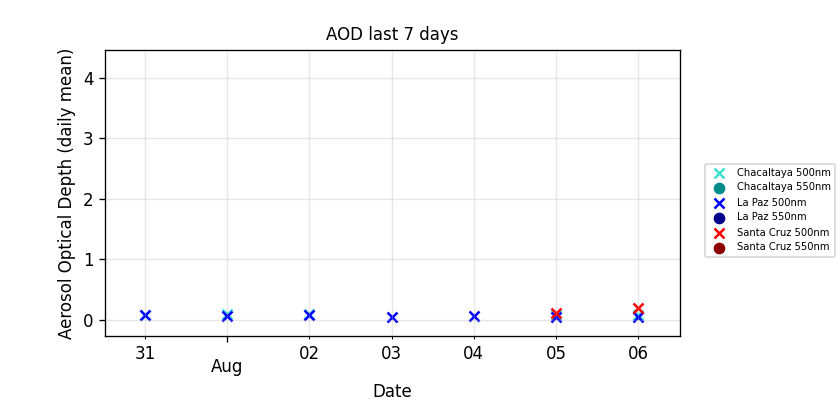 AOD last 7 days
Aerosol Optical Depth (daily mean)
4
3
2
1
0
31
Aug
02
03
04
05
06
Date
Chacaltaya 500nm
Chacaltaya 550nm
La Paz 500nm
La Paz 550nm
Santa Cruz 500nm
Santa Cruz 550nm